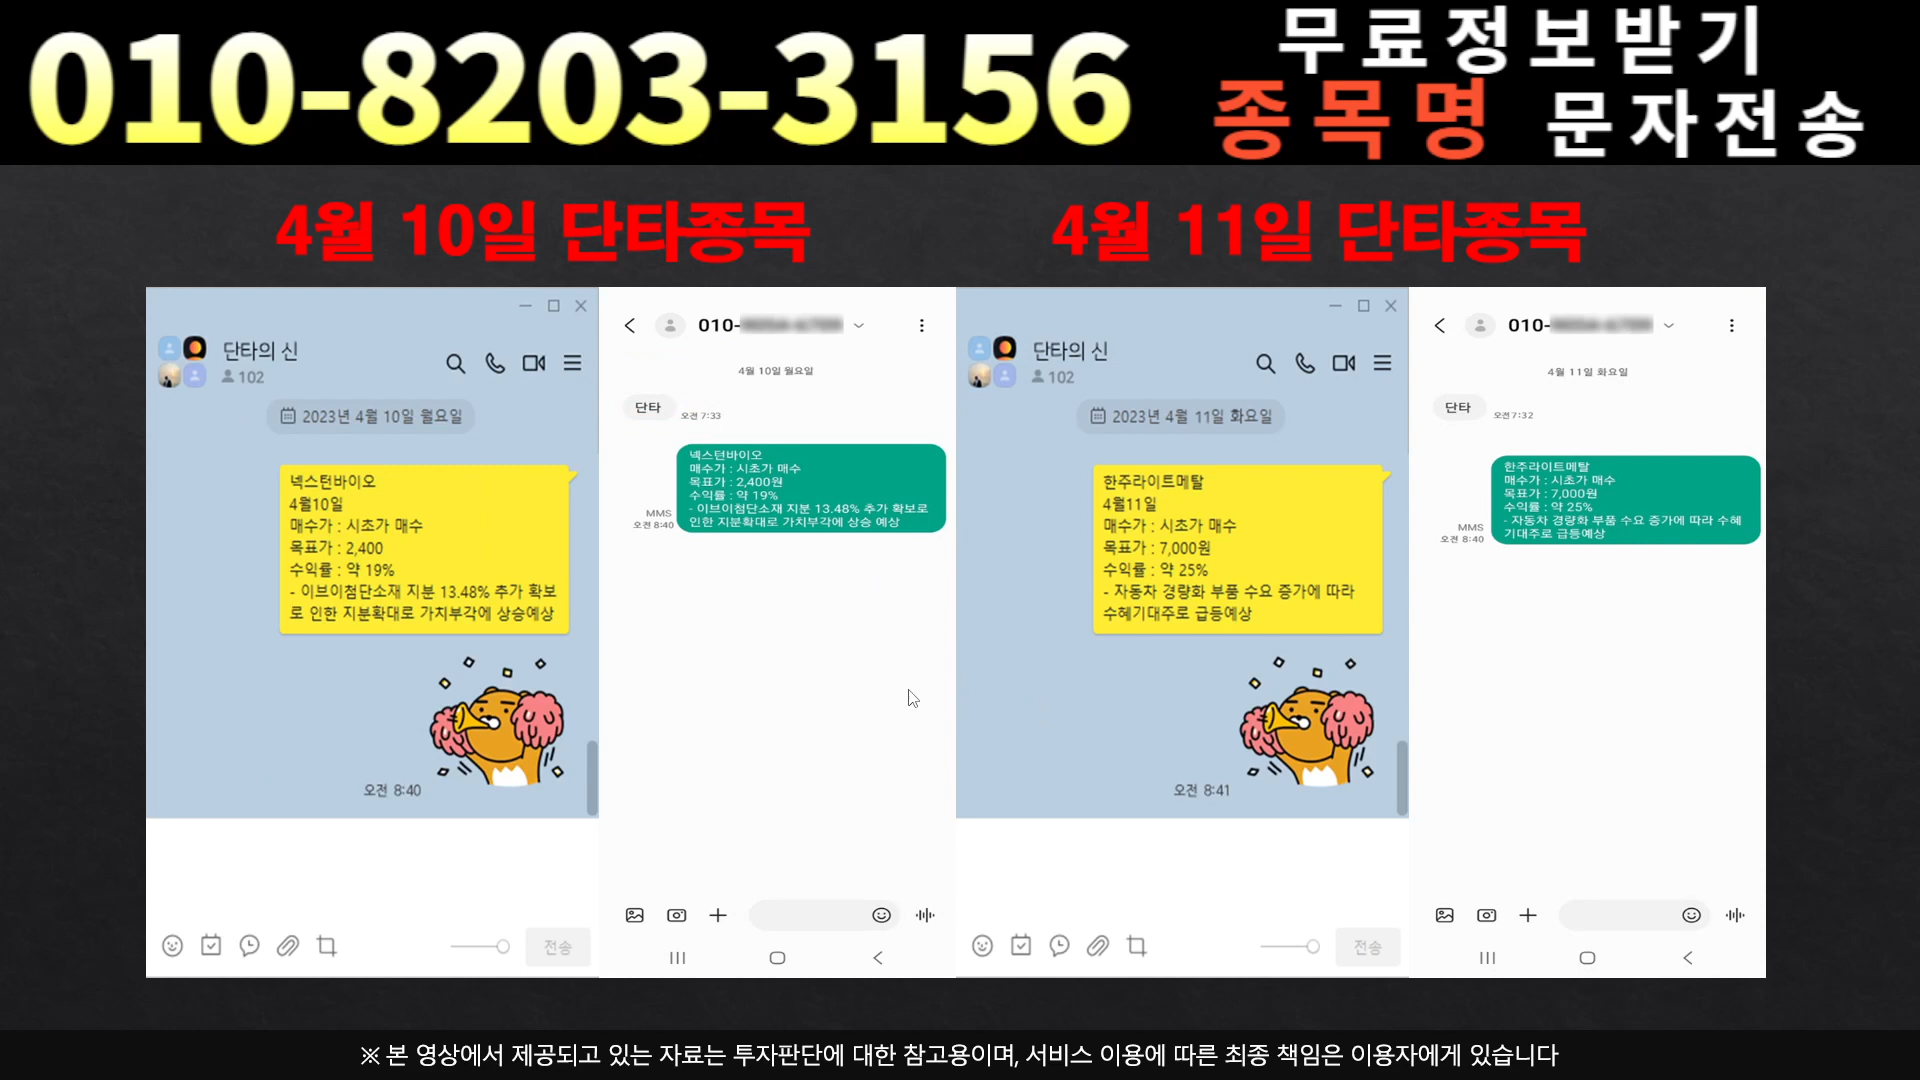 010-8203-3156
무료정보받기
종목명 문자전송
4월 10일 단타종목
4월 11일 단타종목
단타의 신
102
2023년 4월 10일 월요일
넥스턴바이오
4월10일
매수가 : 시초가 매수
목표가 : 2,400
수익률 : 약 19%
- 이브이첨단소재 지분 13.48% 추가 확보
로 인한 지분확대로 가치부각에 상승예상
오전 8:40
전송
010-
4월 10일 월요일
단타
오전 7:33
넥스턴바이오
매수가 : 시초가 매수
목표가 : 2,400원
수익률 : 약 19%
- 이브이첨단소재 지분 13.48% 추가 확보로
인한 지분확대로 가치부각에 상승 예상
MMS
오전 8:40
단타의 신
102
2023년 4월 11일 화요일
한주라이트메탈
4월11일
매수가 : 시초가 매수
목표가 : 7,000원
수익률 : 약 25%
- 자동차 경량화 부품 수요 증가에 따라
수혜기대주로 급등예상
오전 8:41
전송
010-
4월 11일 화요일
단타
오전 7:32
한주라이트메탈
매수가 : 시초가 매수
목표가 : 7,000원
수익률 : 약 25%
- 자동차 경량화 부품 수요 증가에 따라 수혜
기대주로 급등예상
MMS
오전 8:40
※ 본 영상에서 제공되고 있는 자료는 투자판단에 대한 참고용이며, 서비스 이용에 따른 최종 책임은 이용자에게 있습니다